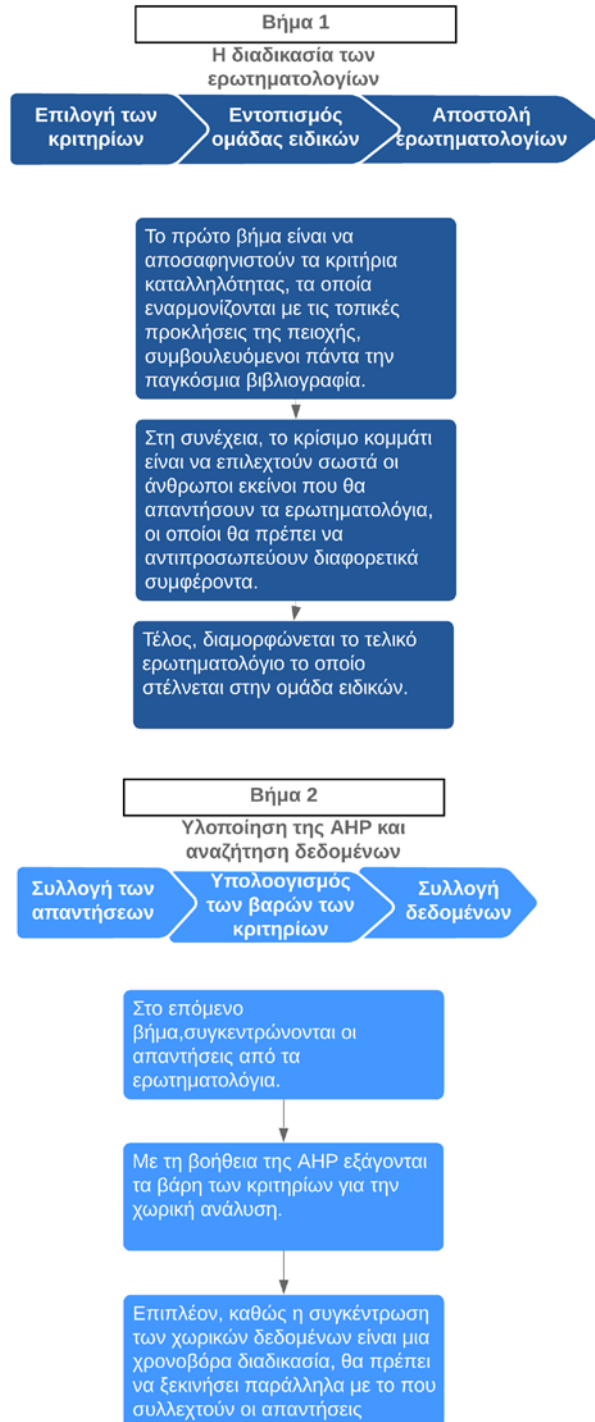 Βήμα 1
Η διαδικασία των
ερωτηματολογίων
Επιλογή των
κριτηρίων
Εντοπισμός
ομάδας ειδικών
Αποστολή
ερωτηματολογίων
Το πρώτο βήμα είναι να
αποσαφηνιστούν τα κριτήρια
καταλληλότητας, τα οποία
εναρμονίζονται με τις τοπικές
προκλήσεις της πειοχής,
συμβουλευόμενοι πάντα την
παγκόσμια βιβλιογραφία.
Στη συνέχεια, το κρίσιμο κομμάτι
είναι να επιλεχτούν σωστά οι
άνθρωποι εκείνοι που θα
απαντήσουν τα ερωτηματολόγια,
οι οποίοι θα πρέπει να
αντιπροσωπεύουν διαφορετικά
συμφέροντα.
Τέλος, διαμορφώνεται το τελικό
ερωτηματολόγιο το οποίο
στέλνεται στην ομάδα ειδικών.
Βήμα 2
Υλοποίηση της AHP και
αναζήτηση δεδομένων
Συλλογή των
απαντήσεων
Υπολοογισμός
των βαρών των
κριτηρίων
Συλλογή
δεδομένων
Στο επόμενο
βήμα,συγκεντρώνονται οι
απαντήσεις από τα
ερωτηματολόγια.
Με τη βοήθεια της AHP εξάγονται
τα βάρη των κριτηρίων για την
χωρική ανάλυση.
Επιπλέον, καθώς η συγκέντρωση
των χωρικών δεδομένων είναι μια
χρονοβόρα διαδικασία, θα πρέπει
να ξεκινήσει παράλληλα με το που
συλλεχτούν οι απαντήσεις